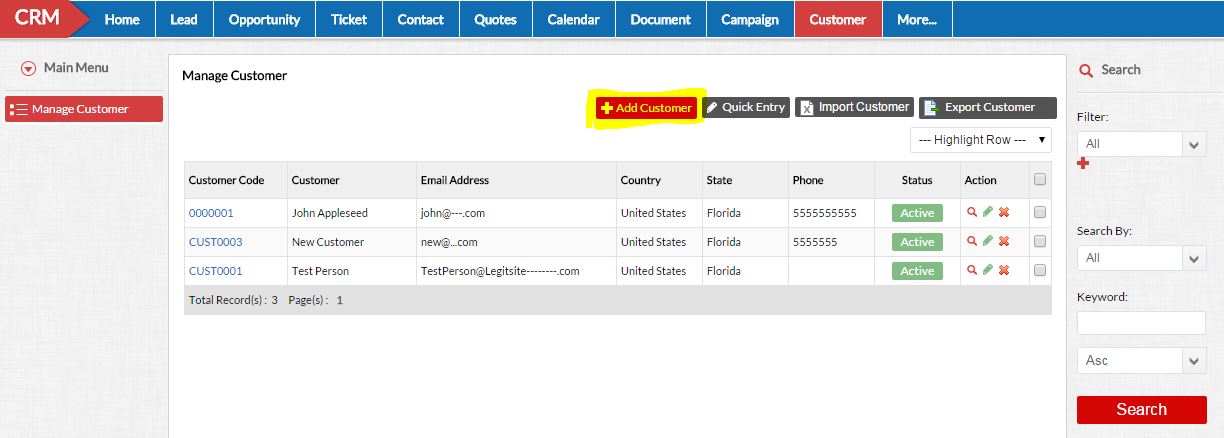 CRM Home Lead Opportunity Ticket Contact Quotes Calendar Document Campaign Customer More...
Main Menu
Manage Customer
Manage Customer
Add Customer Quick Entry Import Customer Export Customer
--- Highlight Row ---
Customer Code Customer Email Address Country State Phone Status Action
0000001 John Appleseed john@---.com United States Florida 5555555555 Active
CUST0003 New Customer new@...com United States Florida 5555555 Active
CUST0001 Test Person TestPerson@Legitsite--------.com United States Florida Active
Total Record(s) : 3 Page(s) : 1
Search
Filter:
All
Search By:
All
Keyword:
Asc
Search